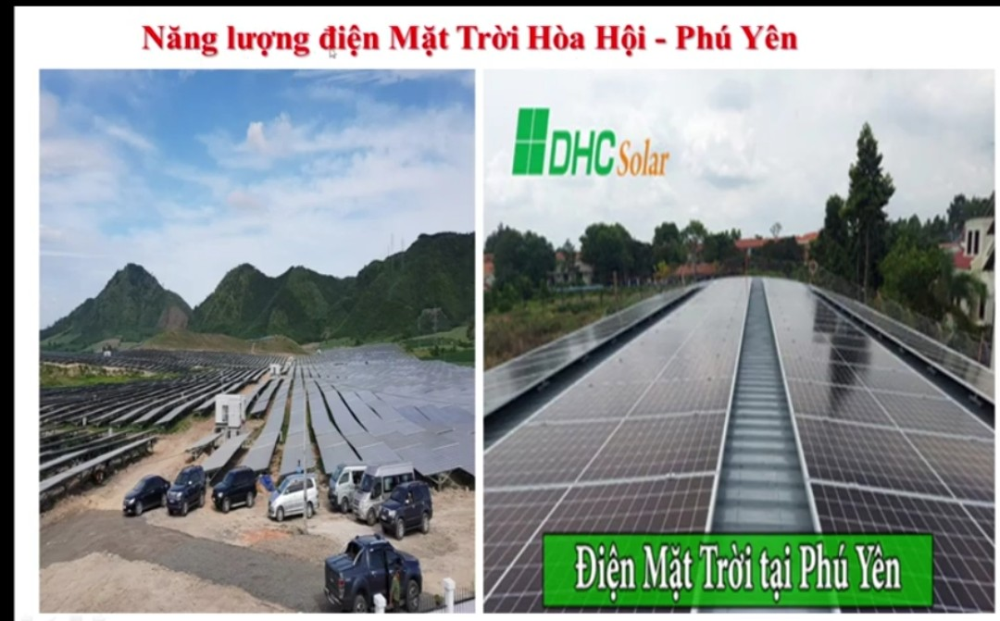 Năng lượng điện Mặt Trời Hòa Hội - Phú Yên
DHC Solar
Điện Mặt Trời tại Phú Yên